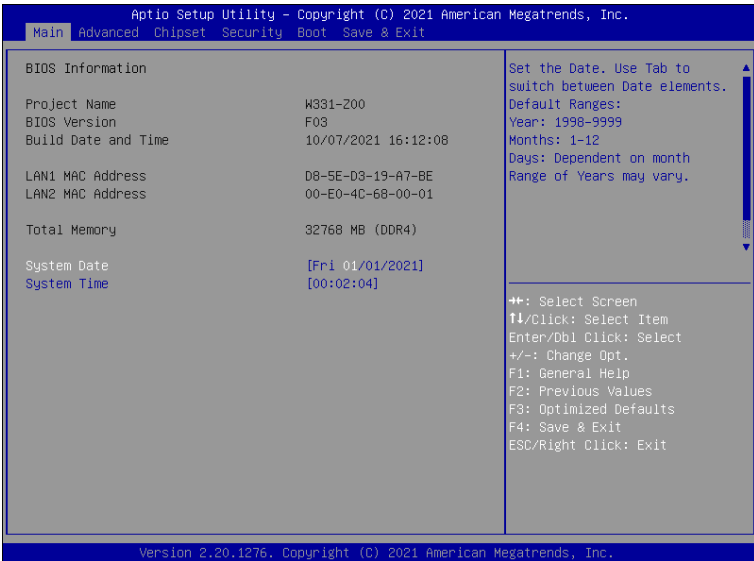 Aptio Setup Utility – Copyright (C) 2021 American Megatrends, Inc.
Main Advanced Chipset Security Boot Save & Exit
BIOS Information
Project Name W331-Z00
BIOS Version F03
Build Date and Time 10/07/2021 16:12:08
LAN1 MAC Address D8-5E-D3-19-A7-BE
LAN2 MAC Address 00-E0-4C-68-00-01
Total Memory 32768 MB (DDR4)
System Date [Fri 01/01/2021]
System Time [00:02:04]
Set the Date. Use Tab to
switch between Date elements.
Default Ranges:
Year: 1998-9999
Months: 1-12
Days: Dependent on month
Range of Years may vary.
→←: Select Screen
↑↓/Click: Select Item
Enter/Dbl Click: Select
+/-: Change Opt.
F1: General Help
F2: Previous Values
F3: Optimized Defaults
F4: Save & Exit
ESC/Right Click: Exit
Version 2.20.1276. Copyright (C) 2021 American Megatrends, Inc.